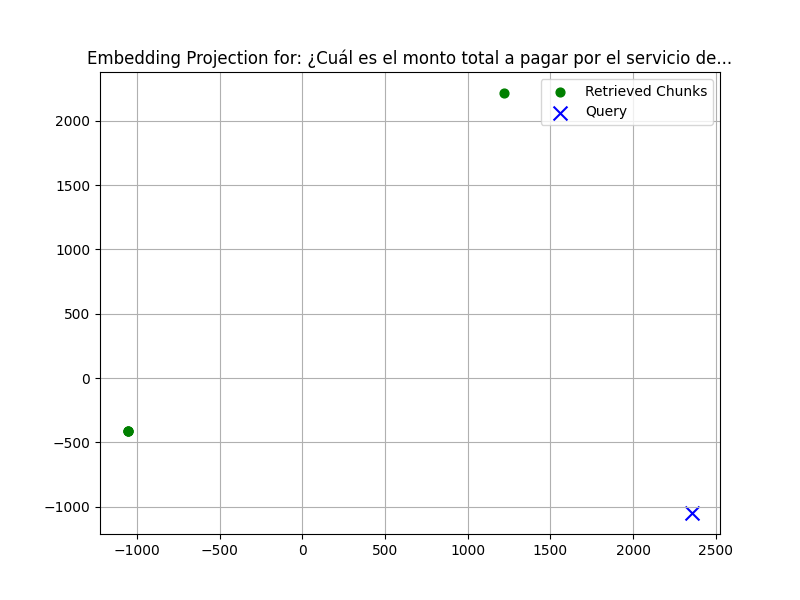 Embedding Projection for: ¿Cuál es el monto total a pagar por el servicio de...
Retrieved Chunks
Query
2000
1500
1000
500
0
−500
−1000
−1000 −500 0 500 1000 1500 2000 2500